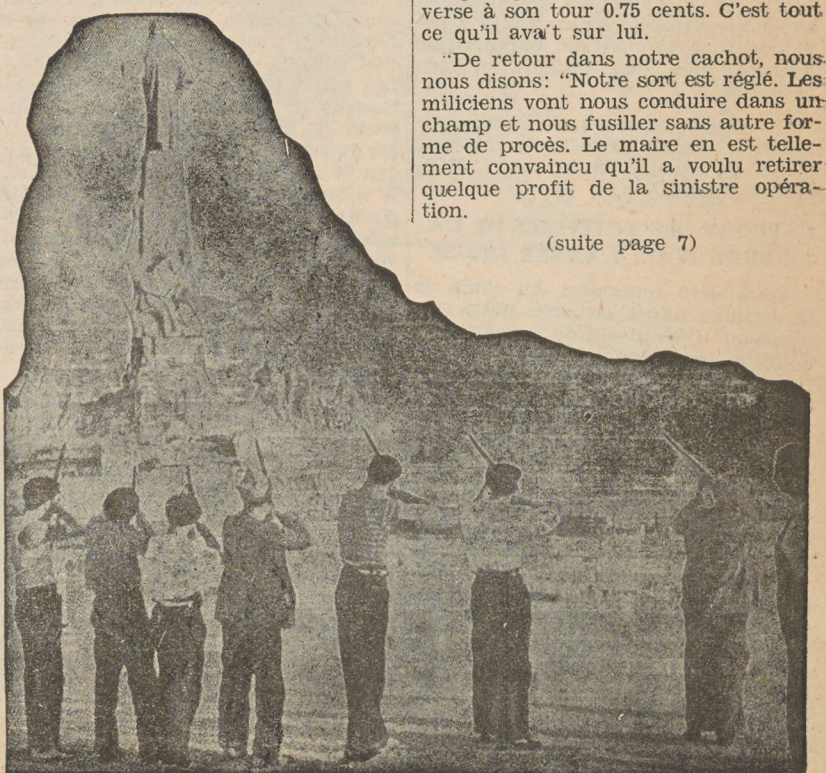 verse à son tour 0.75 cents. C'est tout
ce qu'il avait sur lui.
"De retour dans notre cachot, nous
nous disons: "Notre sort est réglé. Les
miliciens vont nous conduire dans un
champ et nous fusiller sans autre for-
me de procès. Le maire en est telle-
ment convaincu qu'il a voulu retirer
quelque profit de la sinistre opéra-
tion.
(suite page 7)